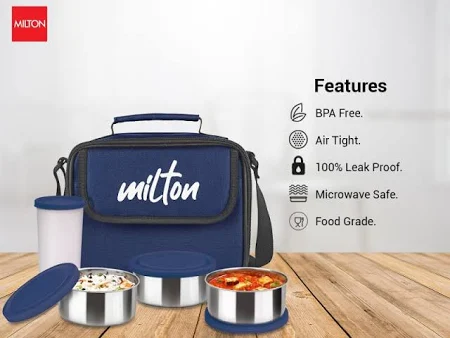 MILTON
milton
Features
BPA Free.
Air Tight.
100% Leak Proof.
Microwave Safe.
Food Grade.